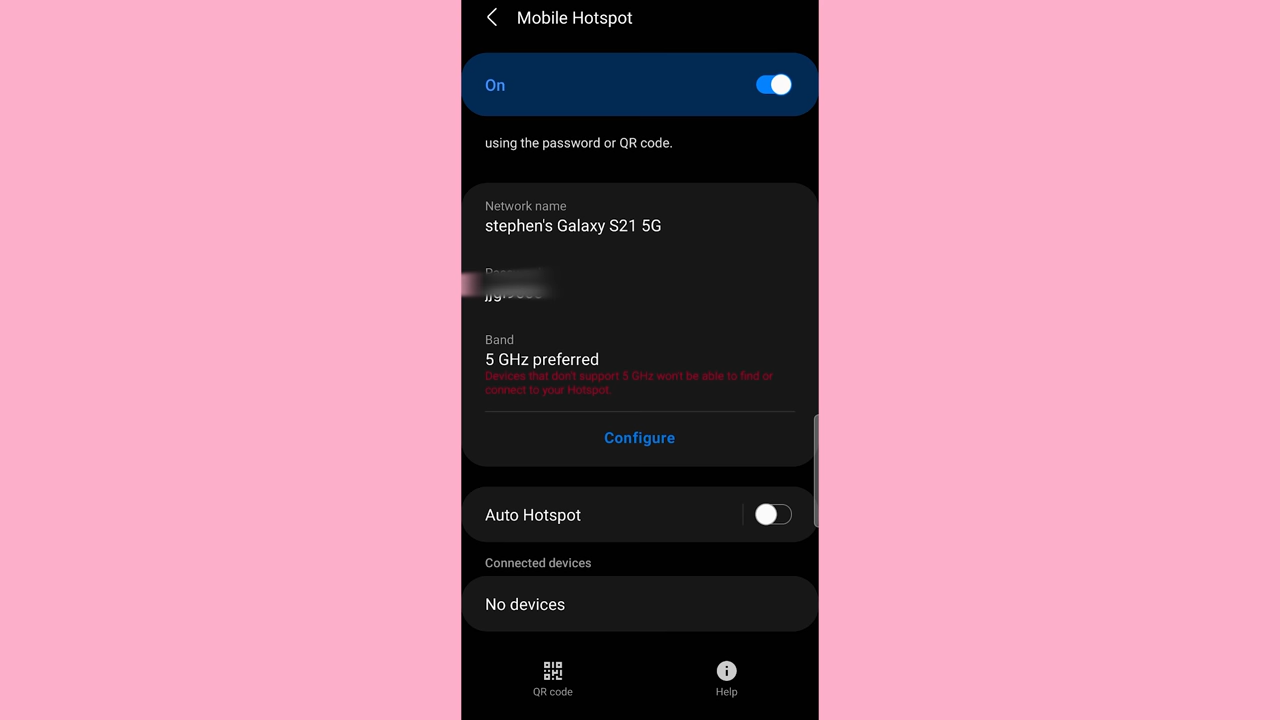 Mobile Hotspot
On
using the password or QR code.
Network name
stephen's Galaxy S21 5G
Band
5 GHz preferred
Devices that don't support 5 GHz won't be able to find or
connect to your Hotspot.
Configure
Auto Hotspot
Connected devices
No devices
QR code
Help